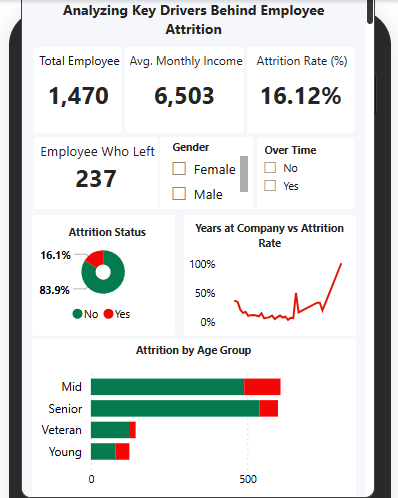 Analyzing Key Drivers Behind Employee
Attrition
Total Employee
1,470
Avg. Monthly Income
6,503
Attrition Rate (%)
16.12%
Employee Who Left
237
Gender
Female
Male
Over Time
No
Yes
Attrition Status
16.1%
83.9%
No Yes
Years at Company vs Attrition
Rate
100%
50%
0%
Attrition by Age Group
Mid
Senior
Veteran
Young
0 500